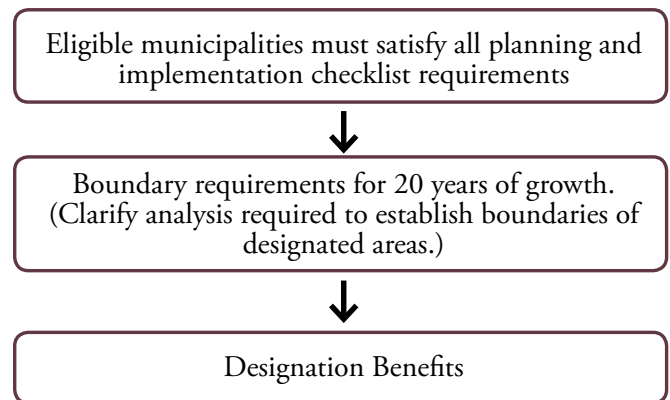 Eligible municipalities must satisfy all planning and
implementation checklist requirements
Boundary requirements for 20 years of growth.
(Clarify analysis required to establish boundaries of
designated areas.)
Designation Benefits